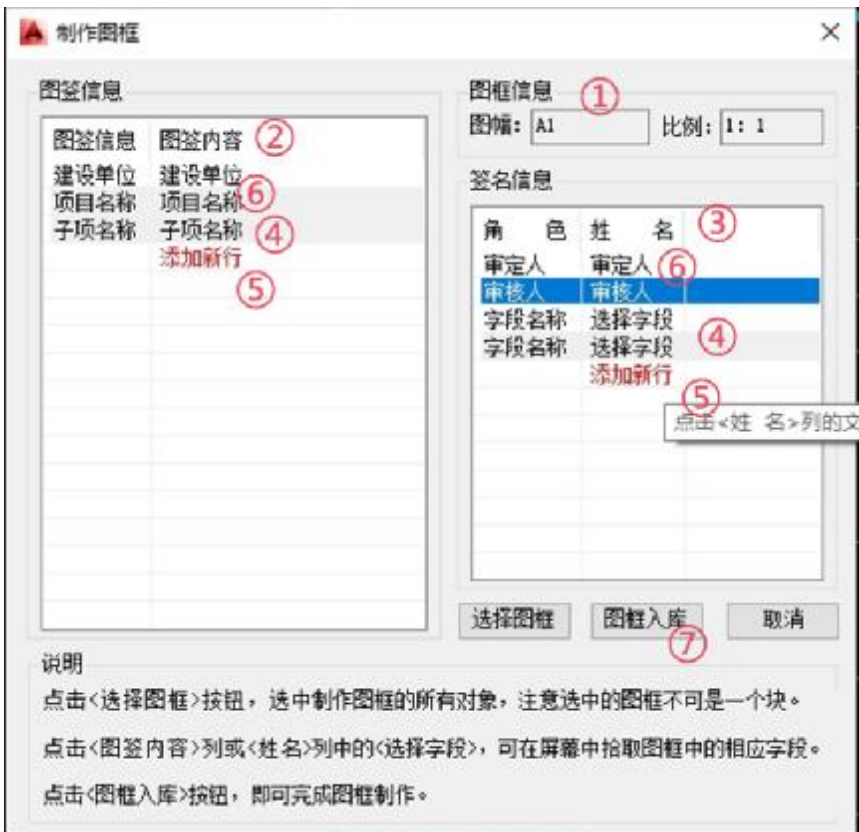 制作图框
图签信息
图签信息 图签内容 ②
建设单位 建设单位
项目名称 项目名称 ⑥
子项名称 子项名称 ④
添加新行
⑤
图框信息 ①
图幅: A1 比例: 1: 1
签名信息
角 色 姓 名 ③
审定人 审定人 ⑥
审核人 审核人
字段名称 选择字段
字段名称 选择字段 ④
添加新行
⑤
点击<姓 名>列的文
选择图框 图框入库 取消
⑦
说明
点击<选择图框>按钮，选中制作图框的所有对象，注意选中的图框不可是一个块。
点击<图签内容>列或<姓名>列中的<选择字段>，可在屏幕中拾取图框中的相应字段。
点击<图框入库>按钮，即可完成图框制作。